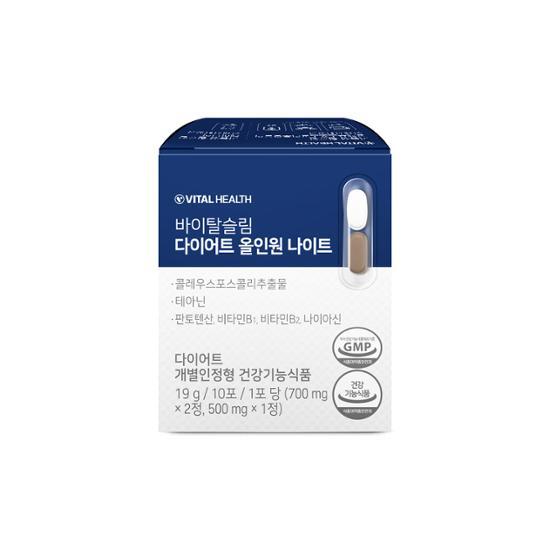 VITAL HEALTH
바이탈슬림
다이어트 올인원 나이트
·콜레우스포스콜리추출물
·테아닌
·판토텐산, 비타민B1, 비타민B2, 나이아신
GMP
다이어트
개별인정형 건강기능식품
19 g / 10포 / 1포 당 (700 mg
× 2정, 500 mg × 1정)
건강
기능식품